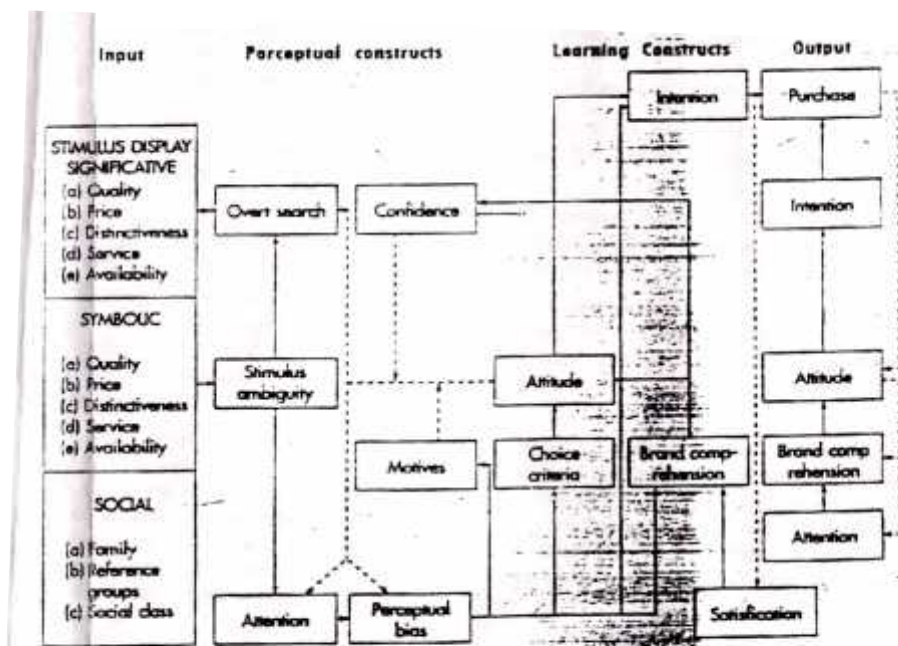 Input Perceptual constructs Learning Constructs Output
Intention Purchase
STIMULUS DISPLAY
SIGNIFICATIVE
(a) Quality
(b) Price
(c) Distinctiveness
(d) Service
(e) Availability
Overt search Confidence Intention
SYMBOLIC
(a) Quality
(b) Price
(c) Distinctiveness
(d) Service
(e) Availability
Stimulus
ambiguity
Attitude Attitude
Motives
Choice
criteria
Brand comp-
rehension
Brand comp
rehension
SOCIAL
(a) Family
(b) Reference
groups
(c) Social class
Attention
Attention
Perceptual
bias
Satisfication